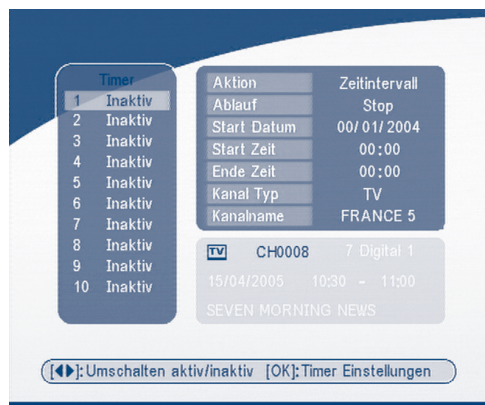 Timer
1 Inaktiv
2 Inaktiv
3 Inaktiv
4 Inaktiv
5 Inaktiv
6 Inaktiv
7 Inaktiv
8 Inaktiv
9 Inaktiv
10 Inaktiv
Aktion Zeitintervall
Ablauf Stop
Start Datum 00/01/2004
Start Zeit 00:00
Ende Zeit 00:00
Kanal Typ TV
Kanalname FRANCE 5
TV CH0008 7 Digital 1
15/04/2005 10:30 - 11:00
SEVEN MORNING NEWS
[◀▶]:Umschalten aktiv/inaktiv [OK]:Timer Einstellungen